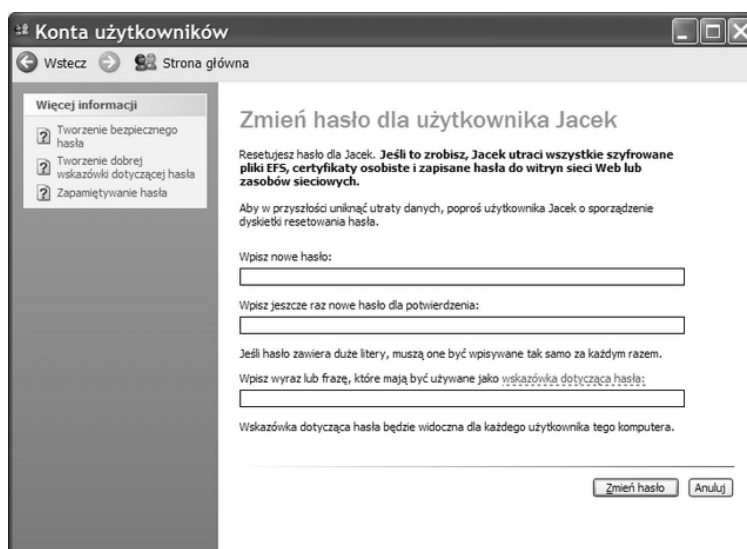 Konta użytkowników
Wstecz Strona główna
Więcej informacji
Tworzenie bezpiecznego
hasła
Tworzenie dobrej
wskazówki dotyczącej hasła
Zapamiętywanie hasła
Zmień hasło dla użytkownika Jacek
Resetujesz hasło dla Jacek. Jeśli to zrobisz, Jacek utraci wszystkie szyfrowane
pliki EFS, certyfikaty osobiste i zapisane hasła do witryn sieci Web lub
zasobów sieciowych.
Aby w przyszłości uniknąć utraty danych, poproś użytkownika Jacek o sporządzenie
dyskietki resetowania hasła.
Wpisz nowe hasło:
Wpisz jeszcze raz nowe hasło dla potwierdzenia:
Jeśli hasło zawiera duże litery, muszą one być wpisywane tak samo za każdym razem.
Wpisz wyraz lub frazę, które mają być używane jako wskazówka dotycząca hasła:
Wskazówka dotycząca hasła będzie widoczna dla każdego użytkownika tego komputera.
Zmień hasło Anuluj